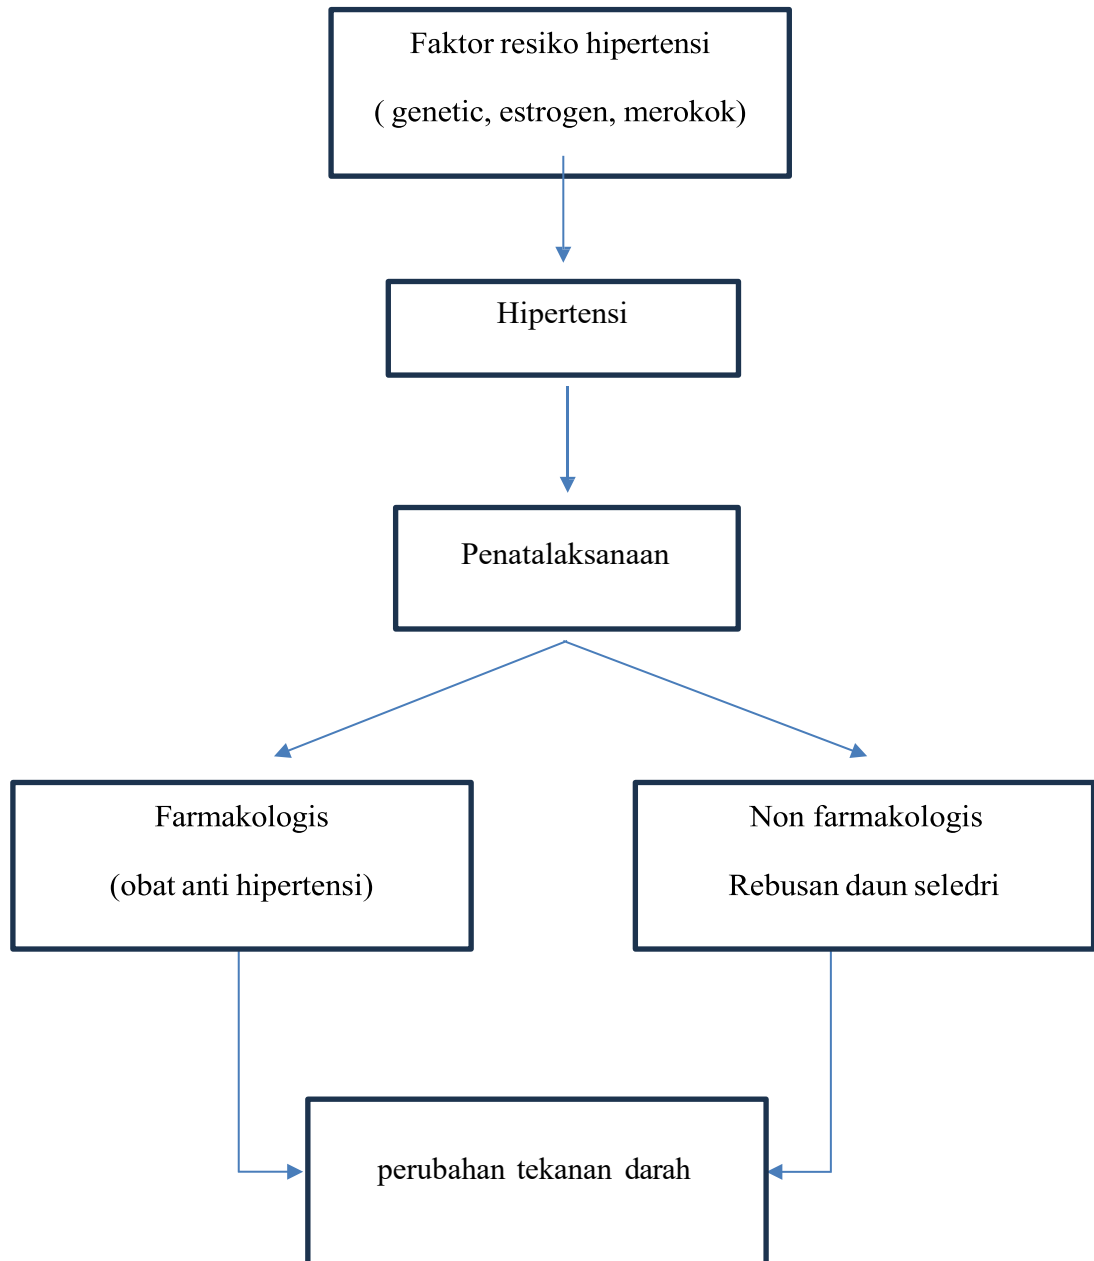 Faktor resiko hipertensi
( genetic, estrogen, merokok)
Hipertensi
Penatalaksanaan
Farmakologis
(obat anti hipertensi)
Non farmakologis
Rebusan daun seledri
perubahan tekanan darah